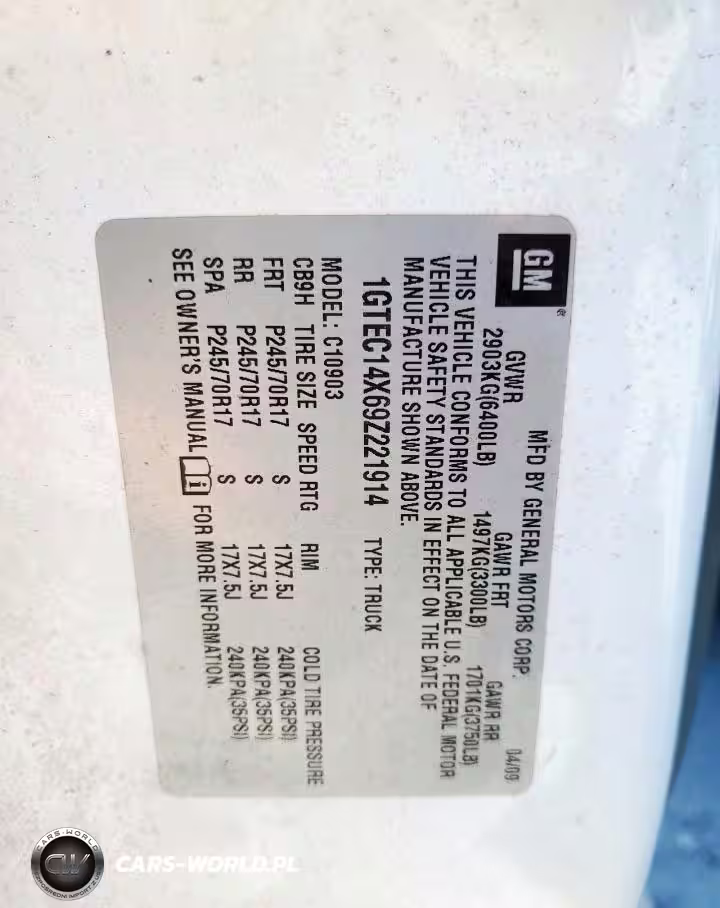 GM
MFD BY GENERAL MOTORS CORP. 04/09
GVWR GAWR FRT GAWR RR
2903KG(6400LB) 1497KG(3300LB) 1701KG(3750LB)
THIS VEHICLE CONFORMS TO ALL APPLICABLE U.S. FEDERAL MOTOR
VEHICLE SAFETY STANDARDS IN EFFECT ON THE DATE OF
MANUFACTURE SHOWN ABOVE.
1GTEC14X69Z221914 TYPE: TRUCK
MODEL: C10903
CB9H TIRE SIZE SPEED RTG RIM COLD TIRE PRESSURE
FRT P245/70R17 S 17X7.5J 240KPA(35PSI)
RR P245/70R17 S 17X7.5J 240KPA(35PSI)
SPA P245/70R17 S 17X7.5J 240KPA(35PSI)
SEE OWNER'S MANUAL FOR MORE INFORMATION.
CARS-WORLD
CW
CARS-WORLD.PL